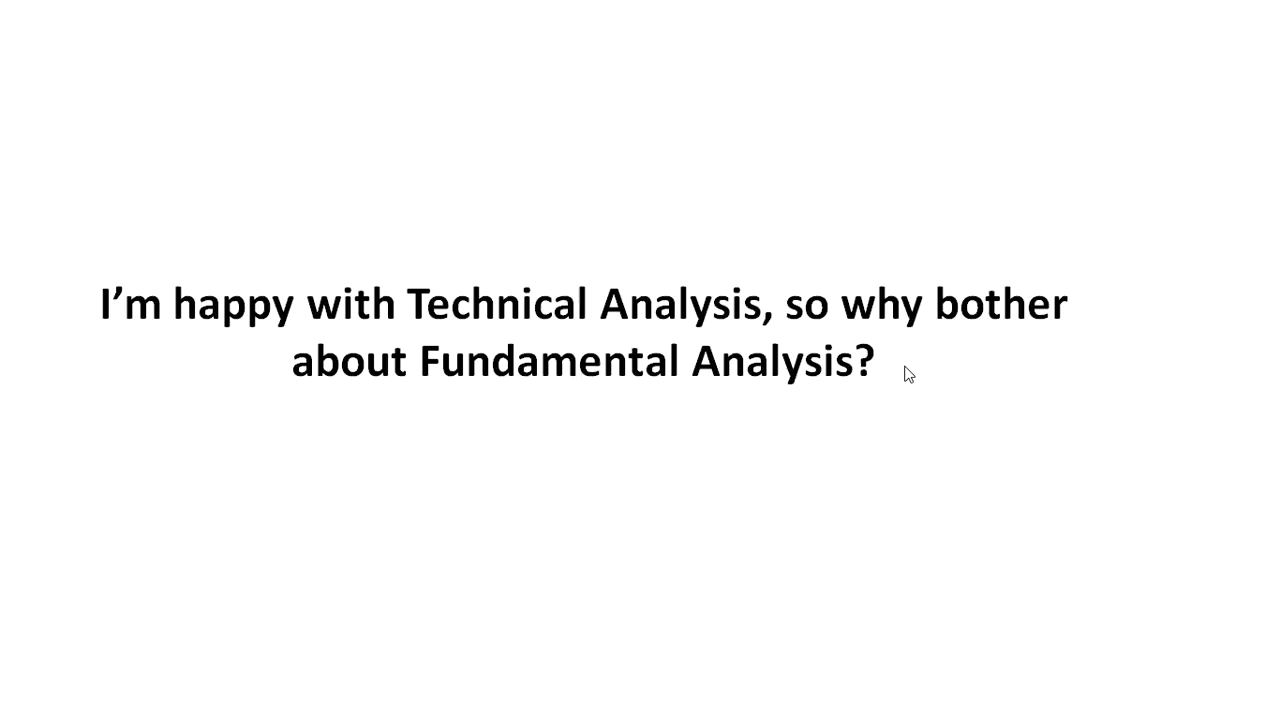 I’m happy with Technical Analysis, so why bother
about Fundamental Analysis?